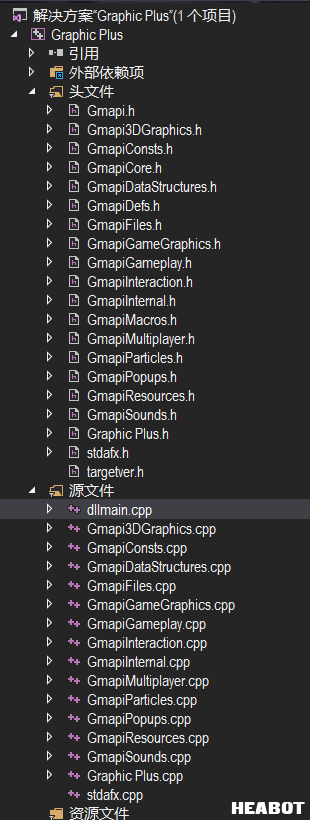 解决方案“Graphic Plus”(1 个项目)
Graphic Plus
引用
外部依赖项
头文件
Gmapi.h
Gmapi3DGraphics.h
GmapiConsts.h
GmapiCore.h
GmapiDataStructures.h
GmapiDefs.h
GmapiFiles.h
GmapiGameGraphics.h
GmapiGameplay.h
GmapiInteraction.h
GmapiInternal.h
GmapiMacros.h
GmapiMultiplayer.h
GmapiParticles.h
GmapiPopups.h
GmapiResources.h
GmapiSounds.h
Graphic Plus.h
stdafx.h
targetver.h
源文件
dllmain.cpp
Gmapi3DGraphics.cpp
GmapiConsts.cpp
GmapiDataStructures.cpp
GmapiFiles.cpp
GmapiGameGraphics.cpp
GmapiGameplay.cpp
GmapiInteraction.cpp
GmapiInternal.cpp
GmapiMultiplayer.cpp
GmapiParticles.cpp
GmapiPopups.cpp
GmapiResources.cpp
GmapiSounds.cpp
Graphic Plus.cpp
stdafx.cpp
资源文件
HEABOT